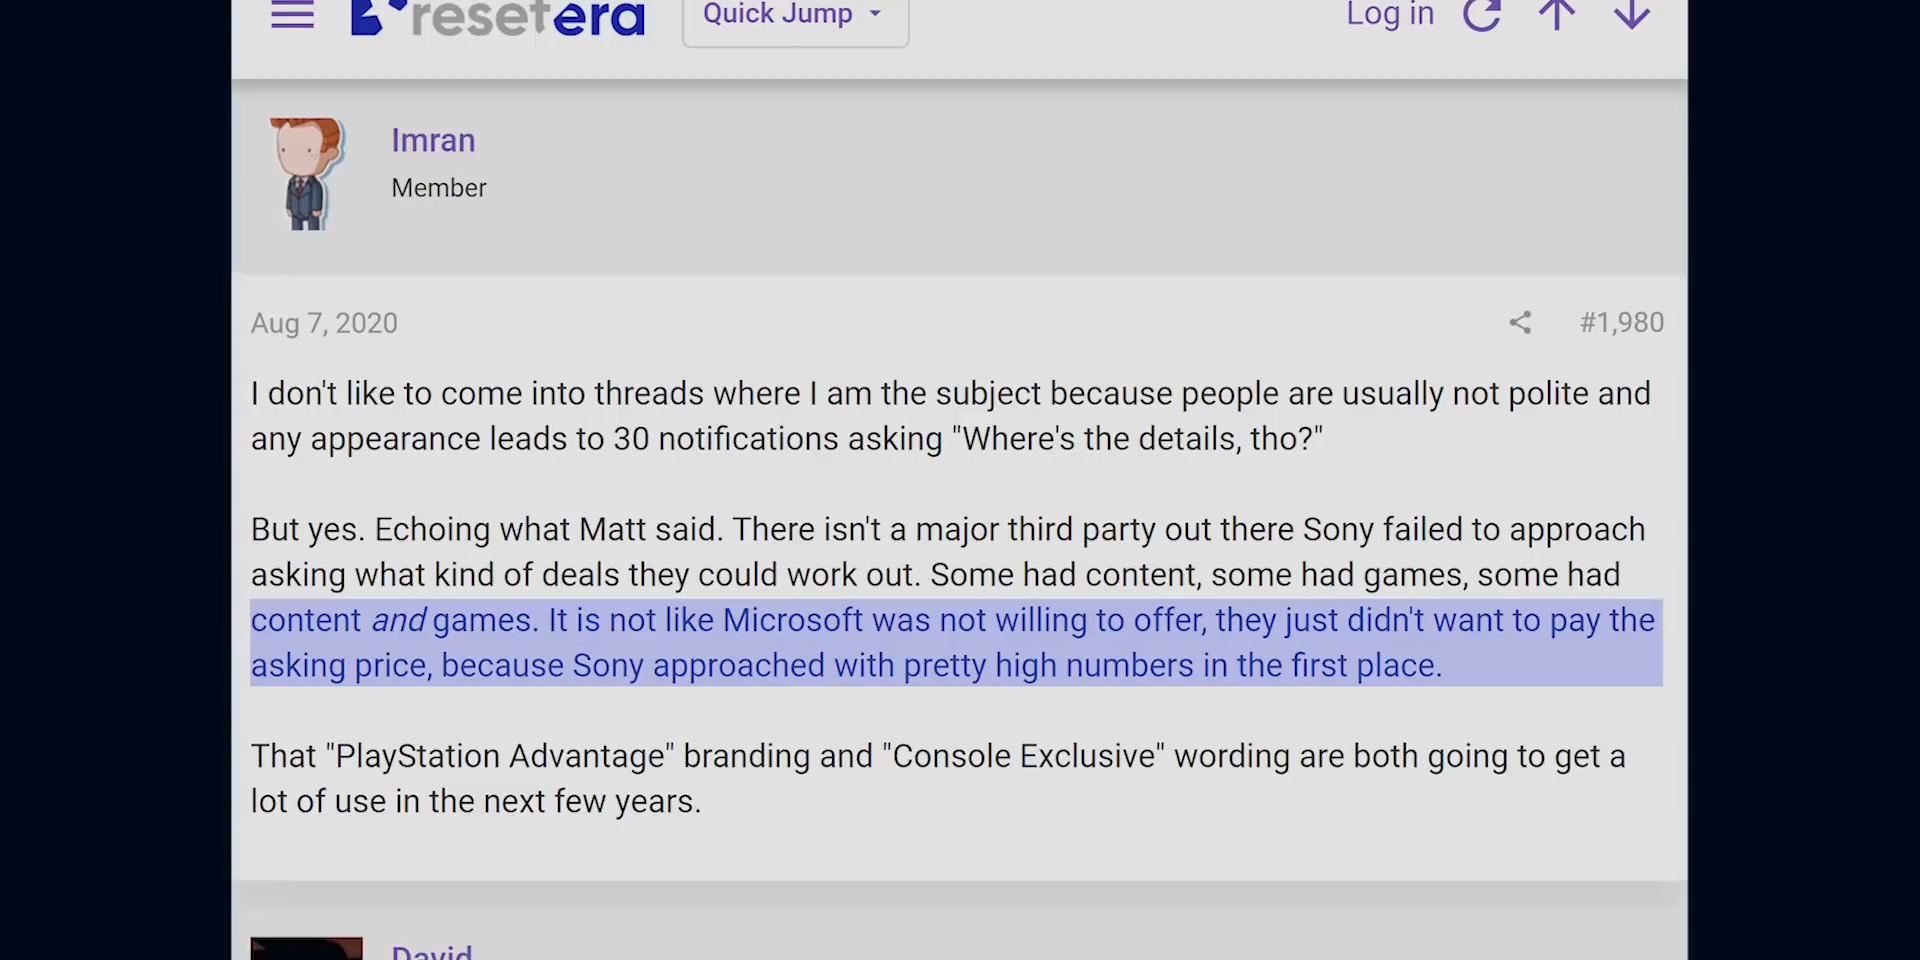 resetera
Quick Jump
Log in
Imran
Member
Aug 7, 2020
#1,980
I don't like to come into threads where I am the subject because people are usually not polite and
any appearance leads to 30 notifications asking "Where's the details, tho?"
But yes. Echoing what Matt said. There isn't a major third party out there Sony failed to approach
asking what kind of deals they could work out. Some had content, some had games, some had
content and games. It is not like Microsoft was not willing to offer, they just didn't want to pay the
asking price, because Sony approached with pretty high numbers in the first place.
That "PlayStation Advantage" branding and "Console Exclusive" wording are both going to get a
lot of use in the next few years.
David